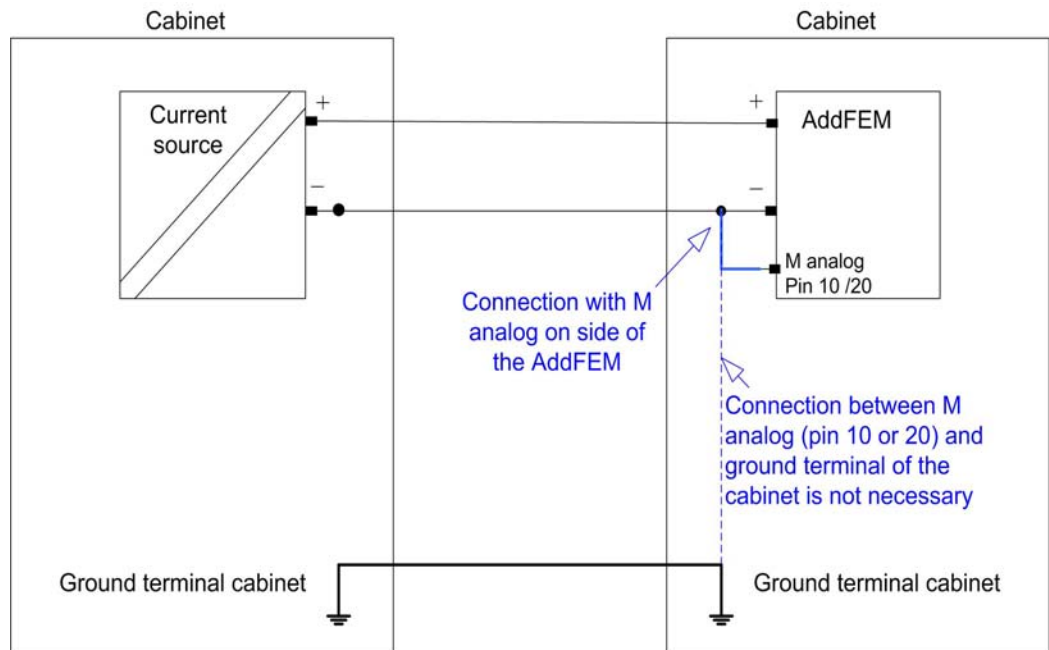 Cabinet
Cabinet
Current
source
+
−
+
−
AddFEM
M analog
Pin 10 /20
Connection with M
analog on side of
the AddFEM
Connection between M
analog (pin 10 or 20) and
ground terminal of the
cabinet is not necessary
Ground terminal cabinet
Ground terminal cabinet